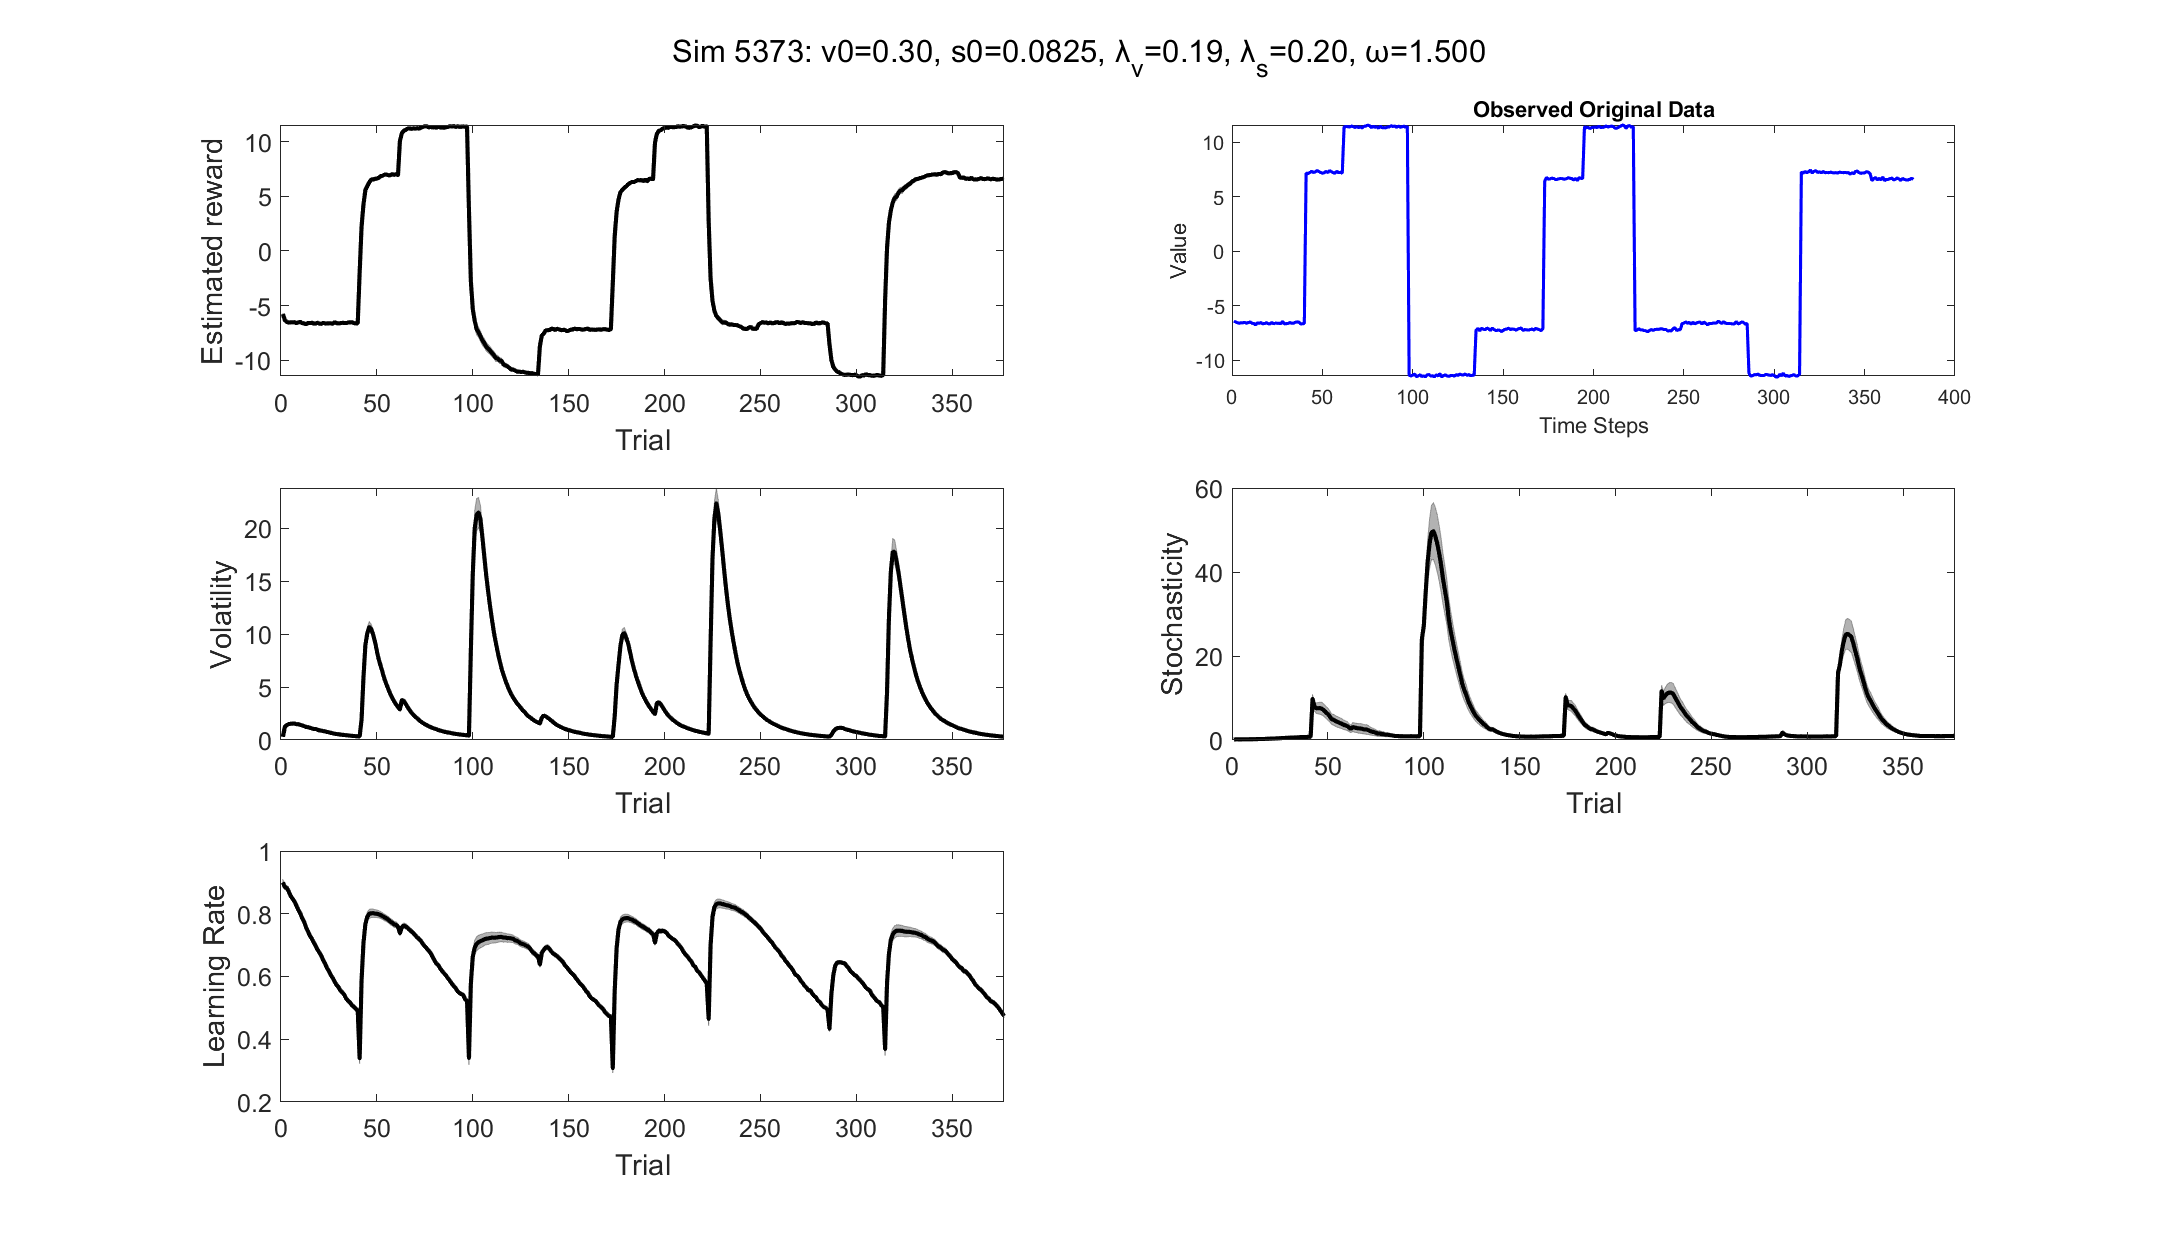 Sim 5373: v0=0.30, s0=0.0825, λv=0.19, λs=0.20, ω=1.500
Estimated reward
10
5
0
-5
-10
0 50 100 150 200 250 300 350
Trial
Observed Original Data
Value
10
5
0
-5
-10
0 50 100 150 200 250 300 350 400
Time Steps
Volatility
20
15
10
5
0
0 50 100 150 200 250 300 350
Trial
Stochasticity
60
40
20
0
0 50 100 150 200 250 300 350
Trial
Learning Rate
1
0.8
0.6
0.4
0.2
0 50 100 150 200 250 300 350
Trial